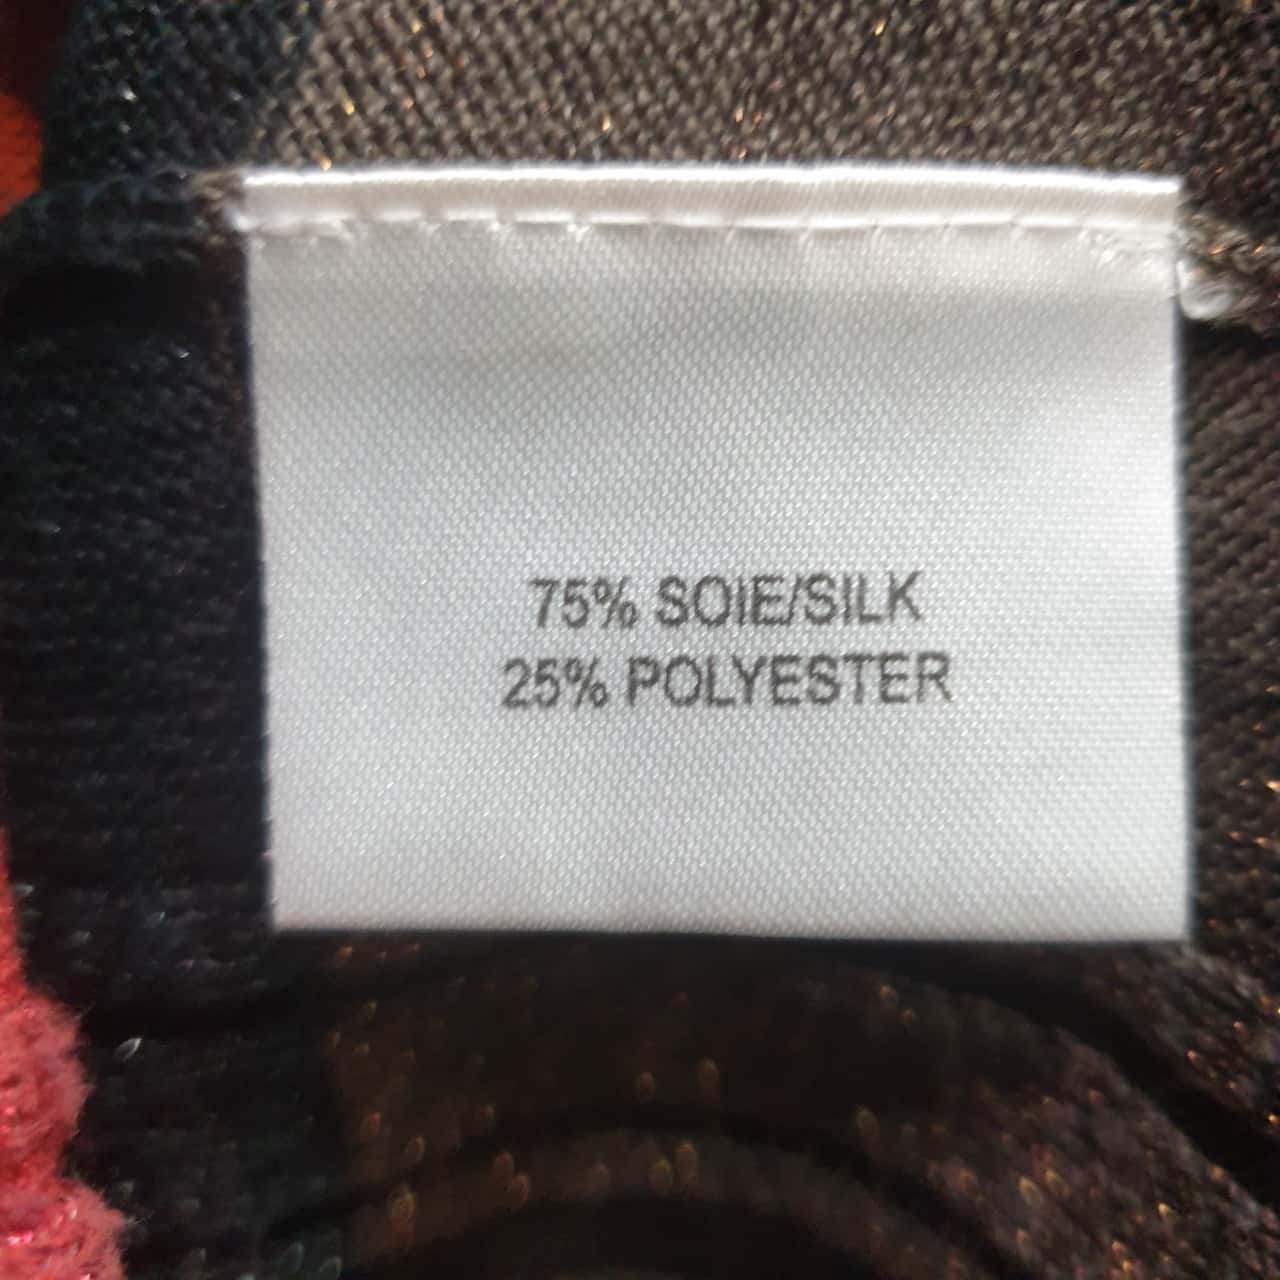 75% SOIE/SILK
25% POLYESTER